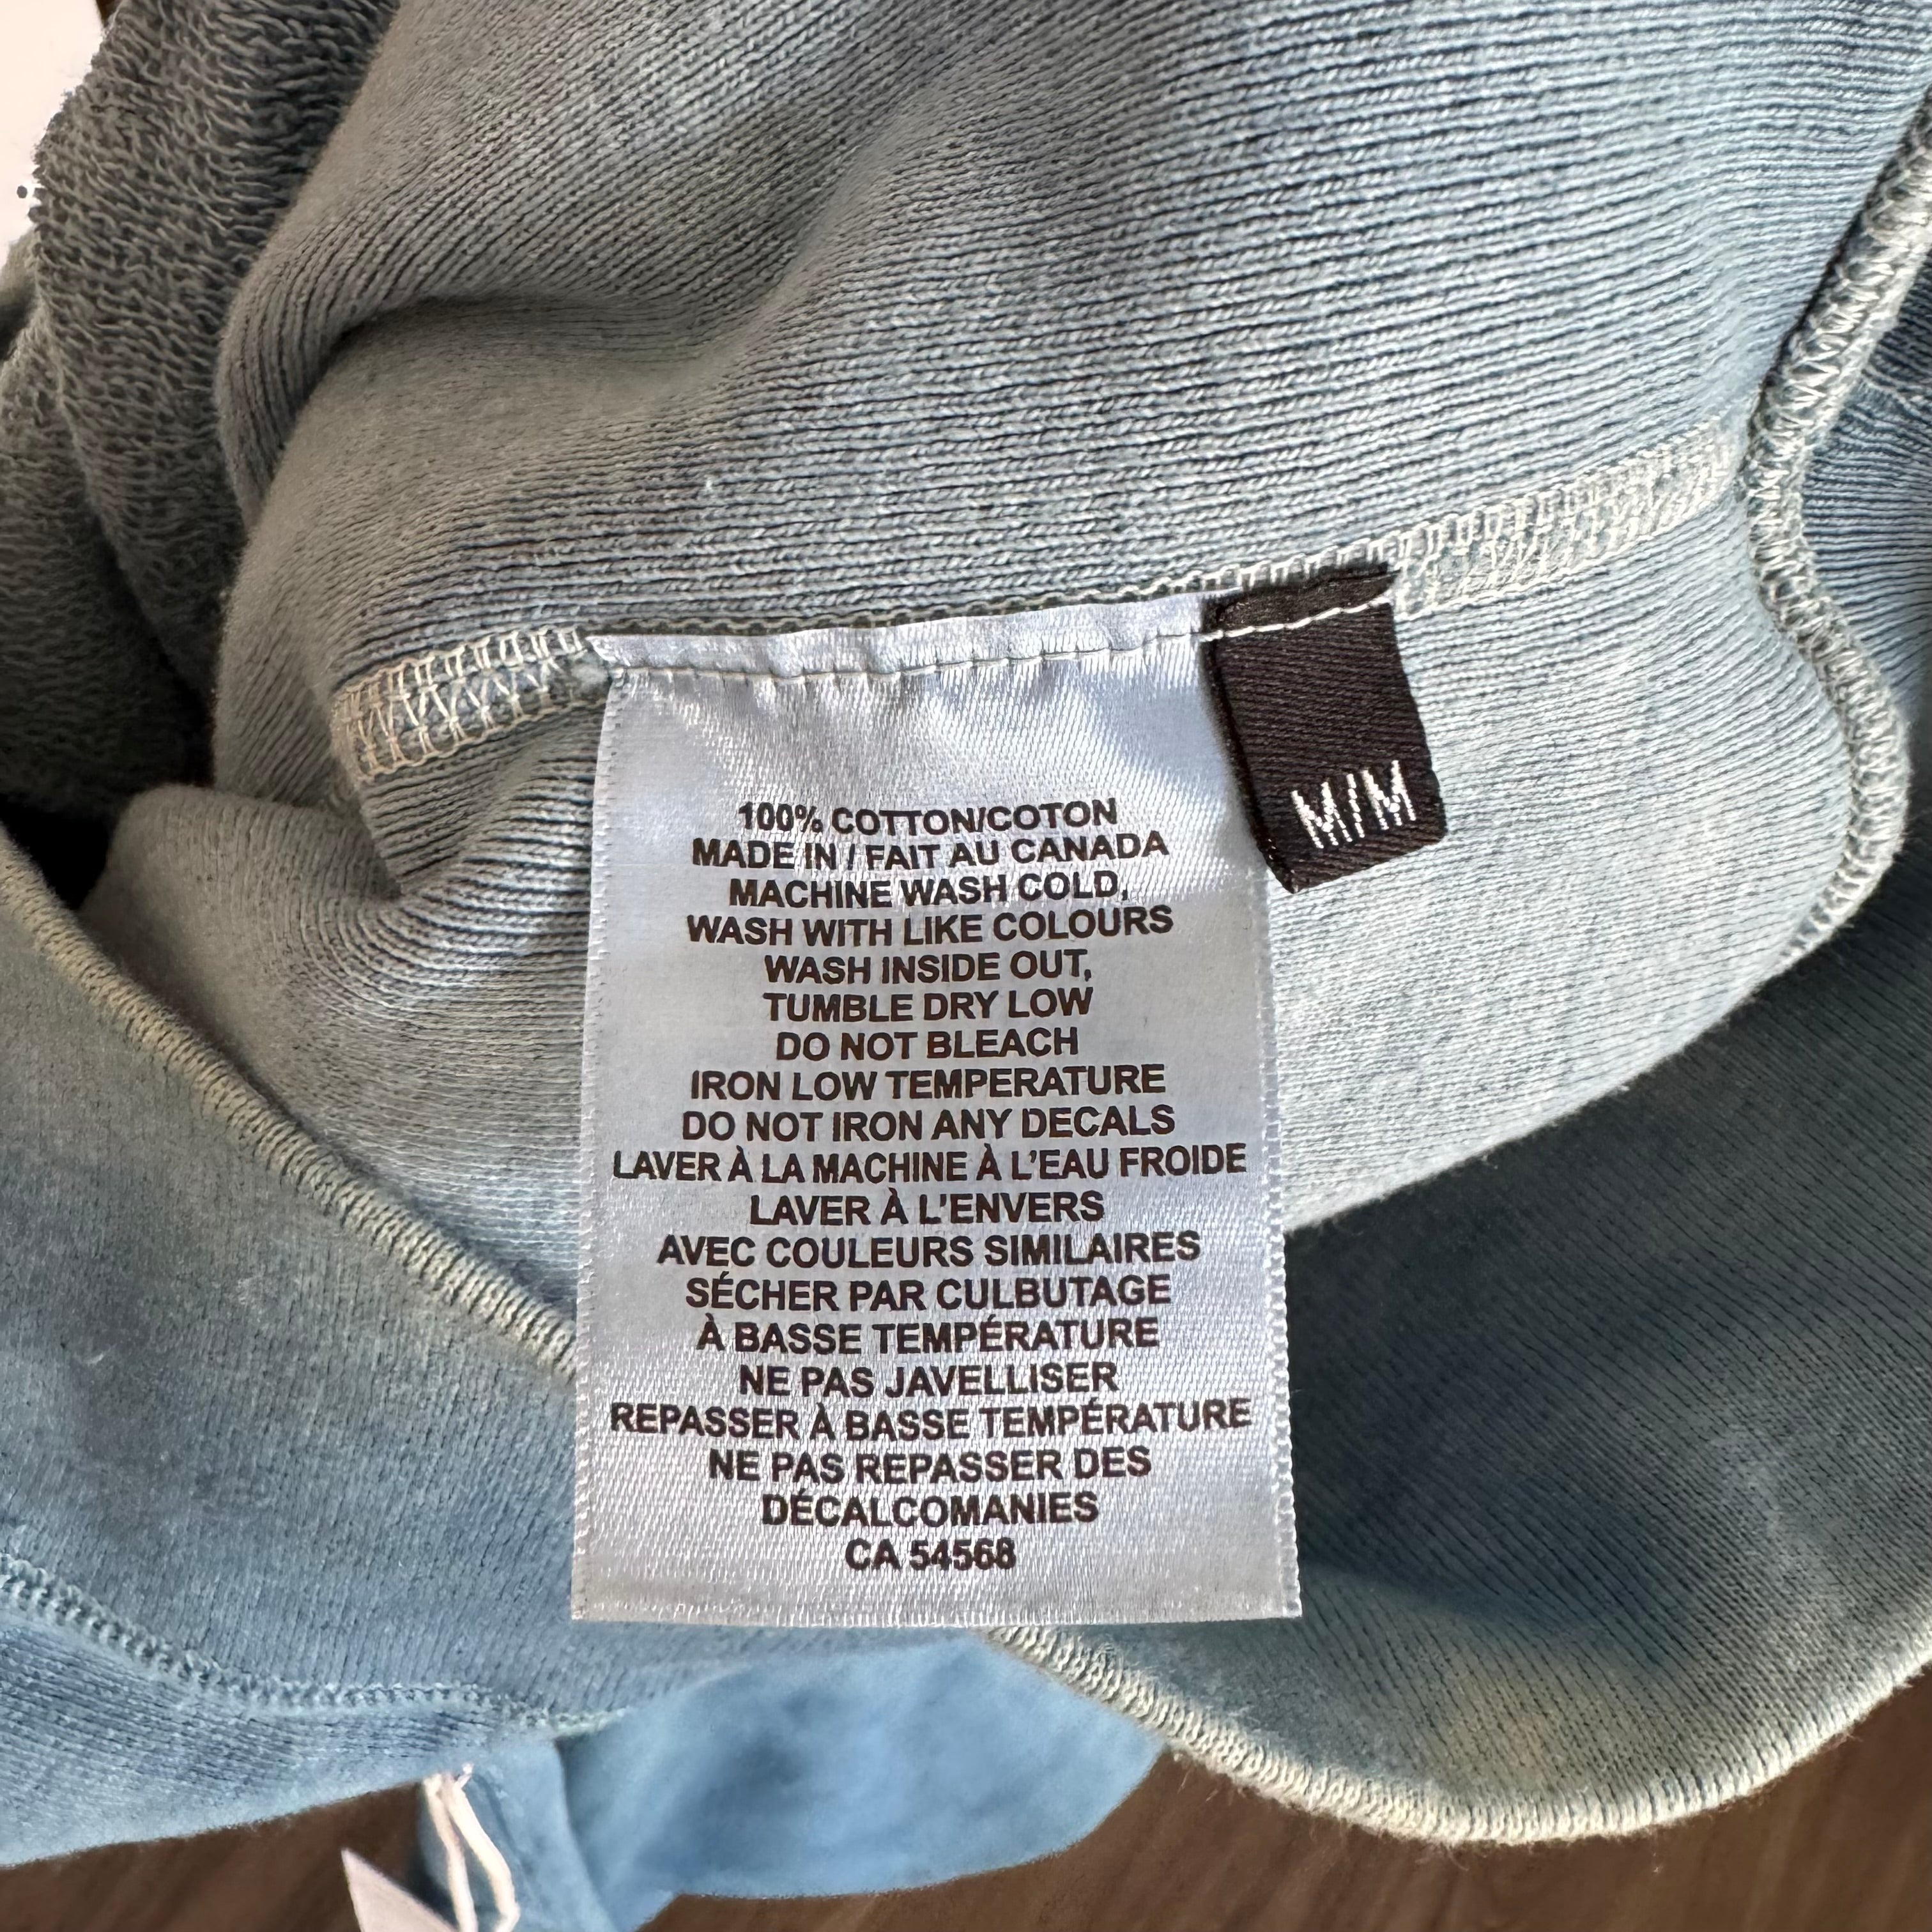 100% COTTON/COTON
MADE IN / FAIT AU CANADA
MACHINE WASH COLD,
WASH WITH LIKE COLOURS
WASH INSIDE OUT,
TUMBLE DRY LOW
DO NOT BLEACH
IRON LOW TEMPERATURE
DO NOT IRON ANY DECALS
LAVER À LA MACHINE À L'EAU FROIDE
LAVER À L'ENVERS
AVEC COULEURS SIMILAIRES
SÉCHER PAR CULBUTAGE
À BASSE TEMPÉRATURE
NE PAS JAVELLISER
REPASSER À BASSE TEMPÉRATURE
NE PAS REPASSER DES
DÉCALCOMANIES
CA 54568
M/M